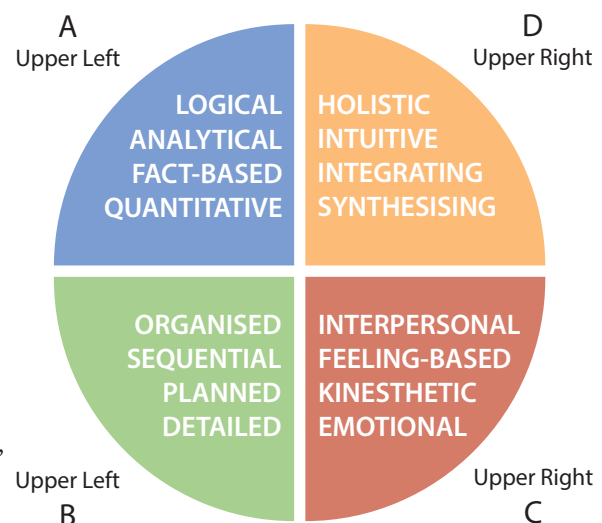 A
Upper Left
D
Upper Right
LOGICAL
ANALYTICAL
FACT-BASED
QUANTITATIVE
HOLISTIC
INTUITIVE
INTEGRATING
SYNTHESISING
ORGANISED
SEQUENTIAL
PLANNED
DETAILED
INTERPERSONAL
FEELING-BASED
KINESTHETIC
EMOTIONAL
,
Upper Left
B
Upper Right
C